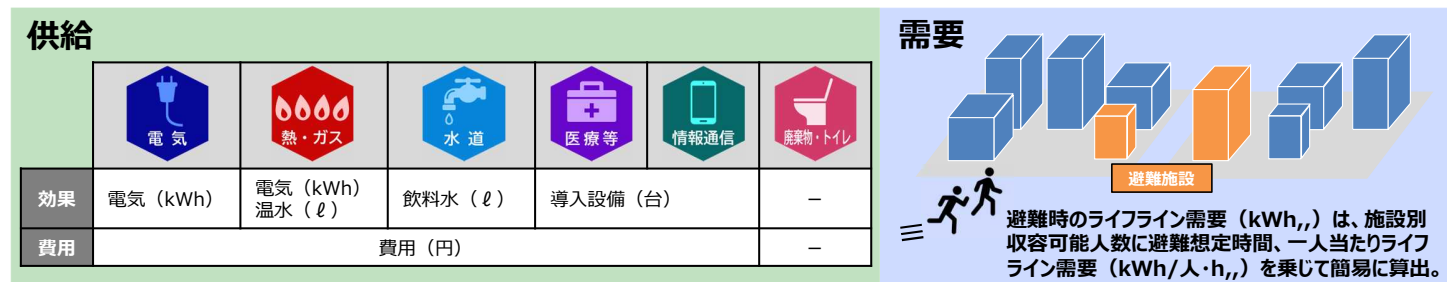 供給
電 気
熱・ガス
水 道
医 療 等
情報通信
廃棄物・トイレ
効果
電気（kWh）
電気（kWh）
温水（ℓ）
飲料水（ℓ）
導入設備（台）
－
費用
費用（円）
－
需要
避難施設
避難時のライフライン需要（kWh,,）は、施設別
収容可能人数に避難想定時間、一人当たりライフ
ライン需要（kWh/人・h,,）を乗じて簡易に算出。